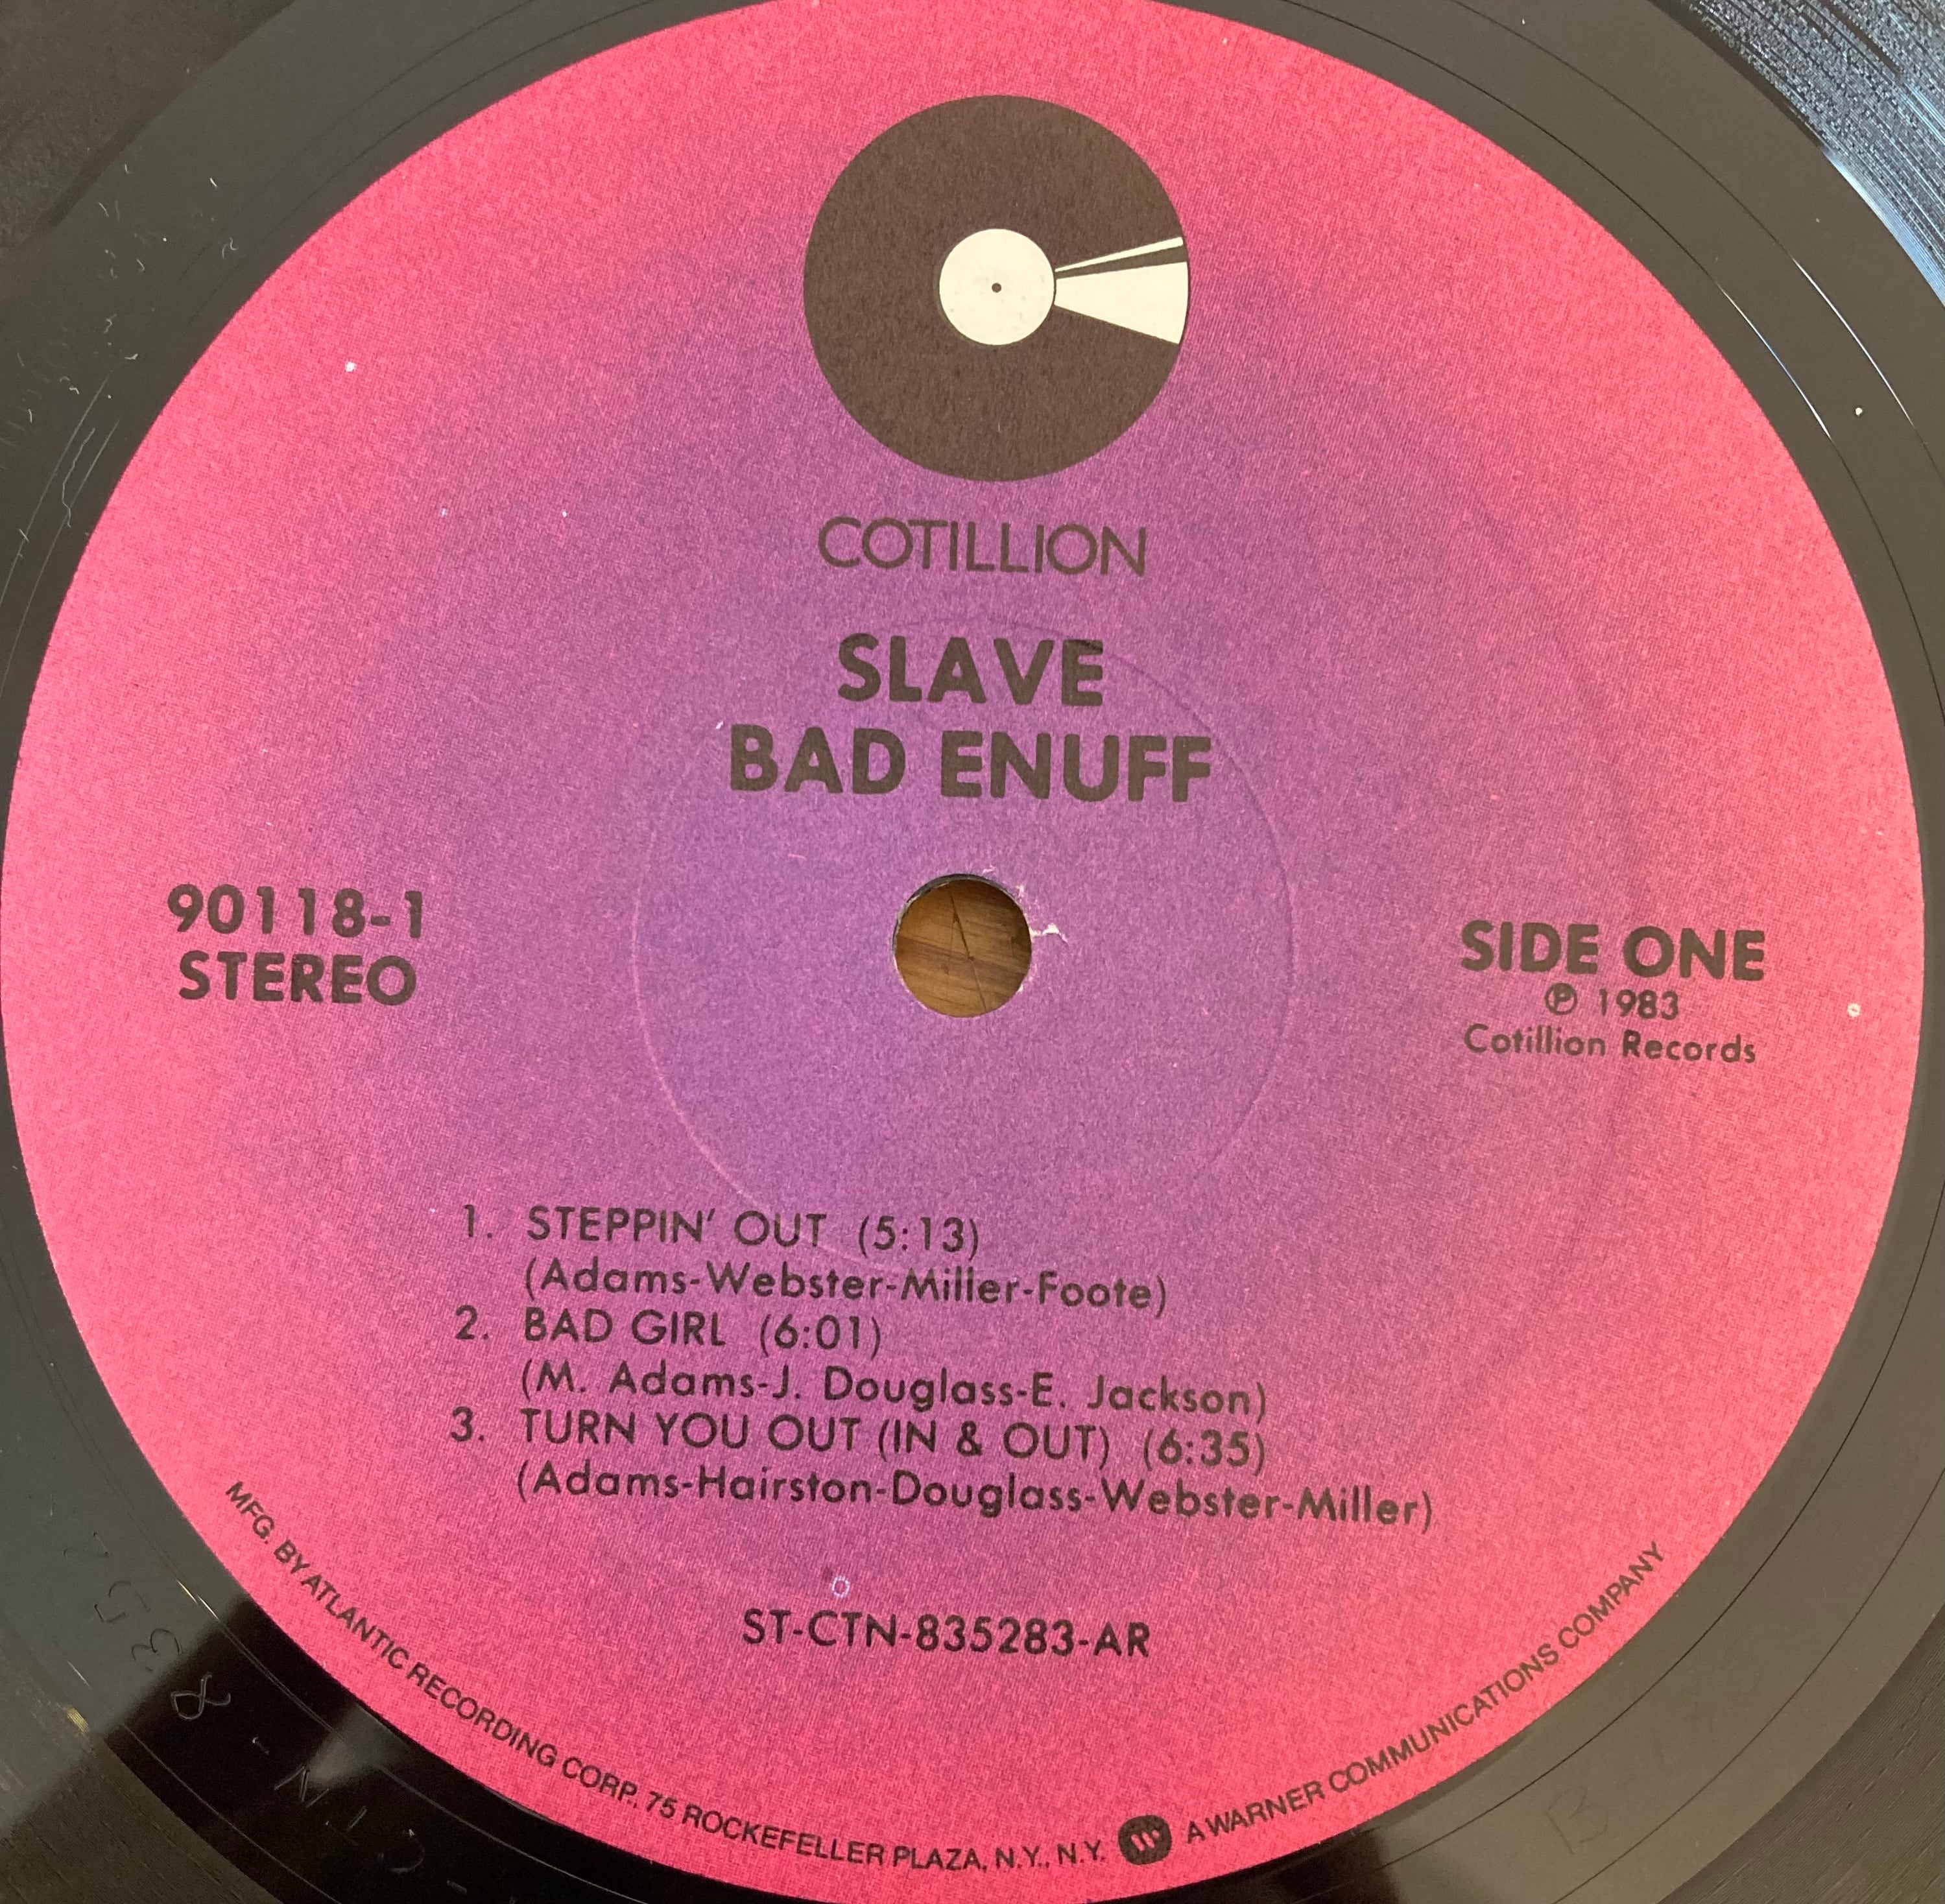 COTILLION
SLAVE
BAD ENUFF
90118-1
STEREO
SIDE ONE
℗ 1983
Cotillion Records
1. STEPPIN' OUT (5:13)
(Adams-Webster-Miller-Foote)
2. BAD GIRL (6:01)
(M. Adams-J. Douglass-E. Jackson)
3. TURN YOU OUT (IN & OUT) (6:35)
(Adams-Hairston-Douglass-Webster-Miller)
ST-CTN-835283-AR
MFG. BY ATLANTIC RECORDING CORP., 75 ROCKEFELLER PLAZA, N.Y., N.Y. A WARNER COMMUNICATIONS COMPANY